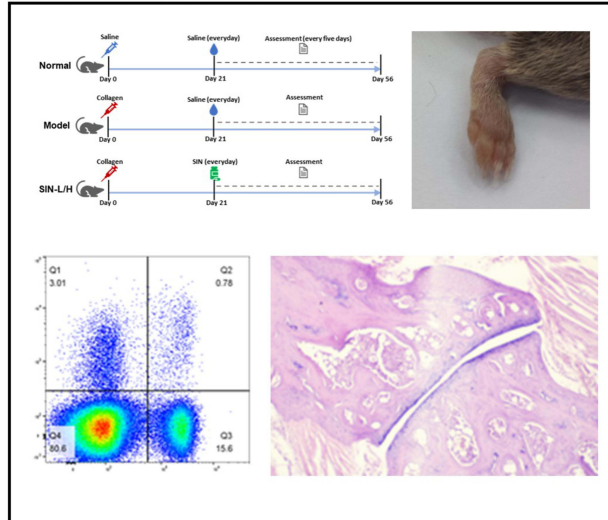 Saline
Saline (everyday)
Assessment (every five days)
Normal
Day 0
Day 21
Day 56
Collagen
Saline (everyday)
Assessment
Model
Day 0
Day 21
Day 56
Collagen
SIN (everyday)
Assessment
SIN-L/H
Day 0
Day 21
Day 56
Q1
3.01
Q2
0.78
Q4
80.6
Q3
15.6